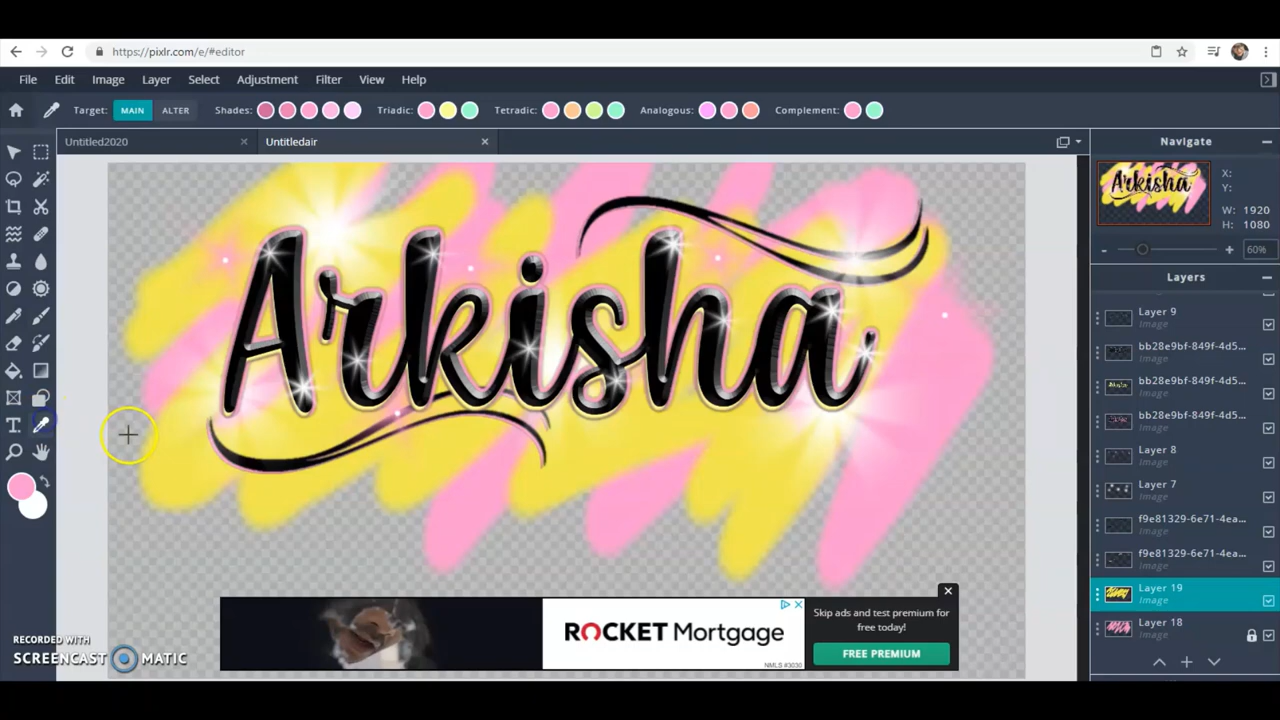 https://pixlr.com/e/#editor
File Edit Image Layer Select Adjustment Filter View Help
Target: MAIN ALTER Shades: Triadic: Tetradic: Analogous: Complement:
Untitled2020 Untitledair Navigate
Arkisha
X:
Y:
W: 1920
H: 1080
- + 60%
Layers
Layer 9
Image
bb28e9bf-849f-4d5...
Image
bb28e9bf-849f-4d5...
Image
bb28e9bf-849f-4d5...
Image
Layer 8
Image
Layer 7
Image
f9e81329-6e71-4ea...
Image
f9e81329-6e71-4ea...
Image
Layer 19
Image
Layer 18
Image
Arkisha
T
ROCKET Mortgage
NMLS #3030
Skip ads and test premium for
free today!
FREE PREMIUM
RECORDED WITH
SCREENCAST MATIC